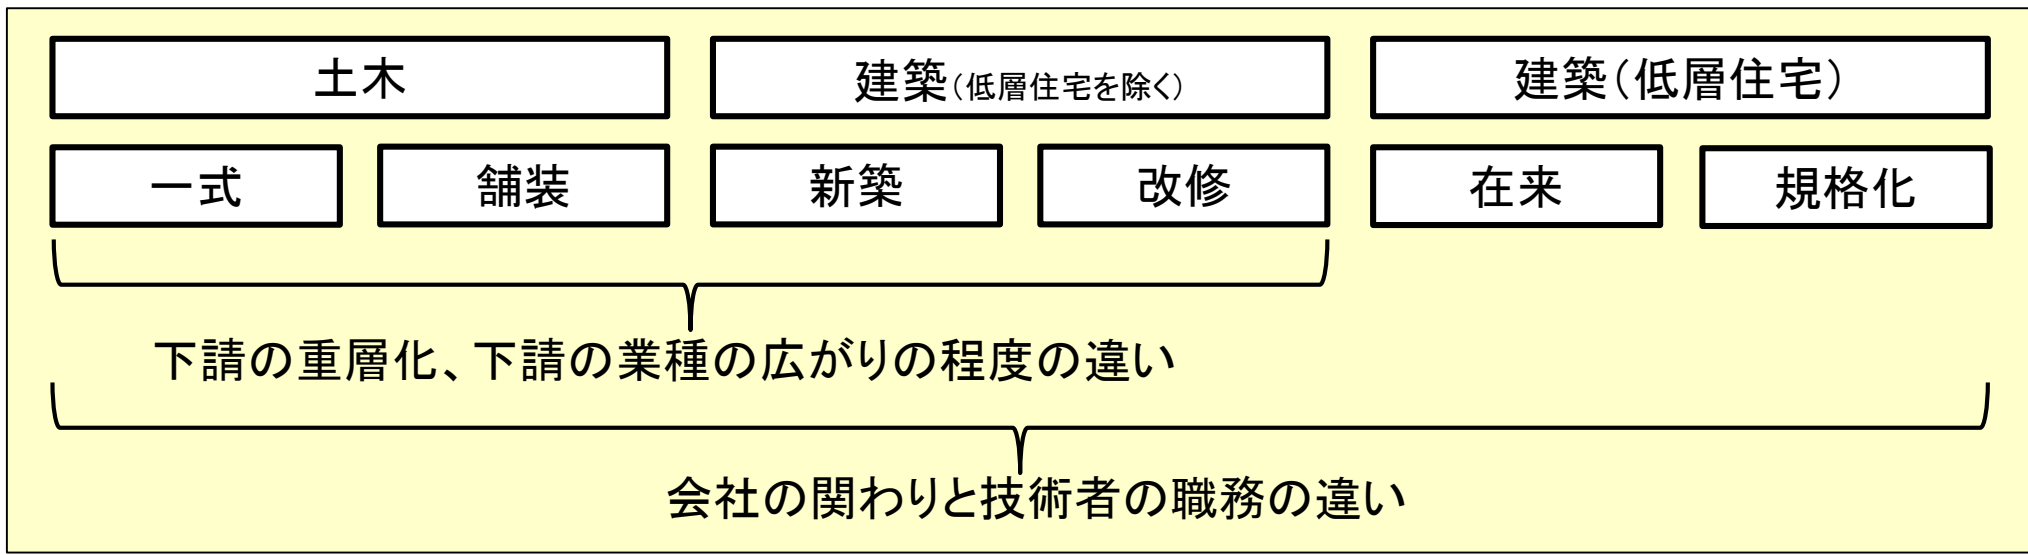 土木
建築(低層住宅を除く)
建築(低層住宅)
一式
舗装
新築
改修
在来
規格化
下請の重層化、下請の業種の広がりの程度の違い
会社の関わりと技術者の職務の違い